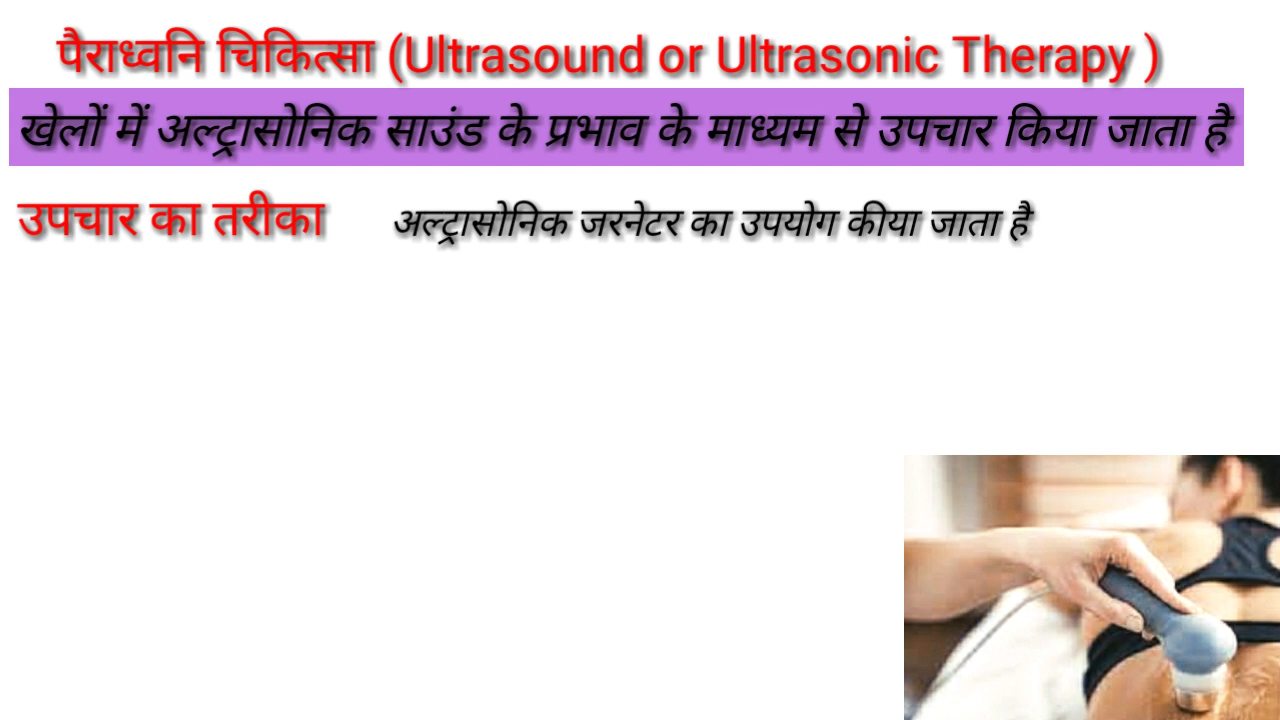 पैराध्वनि चिकित्सा (Ultrasound or Ultrasonic Therapy )
खेलों में अल्ट्रासोनिक साउंड के प्रभाव के माध्यम से उपचार किया जाता है
उपचार का तरीका अल्ट्रासोनिक जरनेटर का उपयोग कीया जाता है